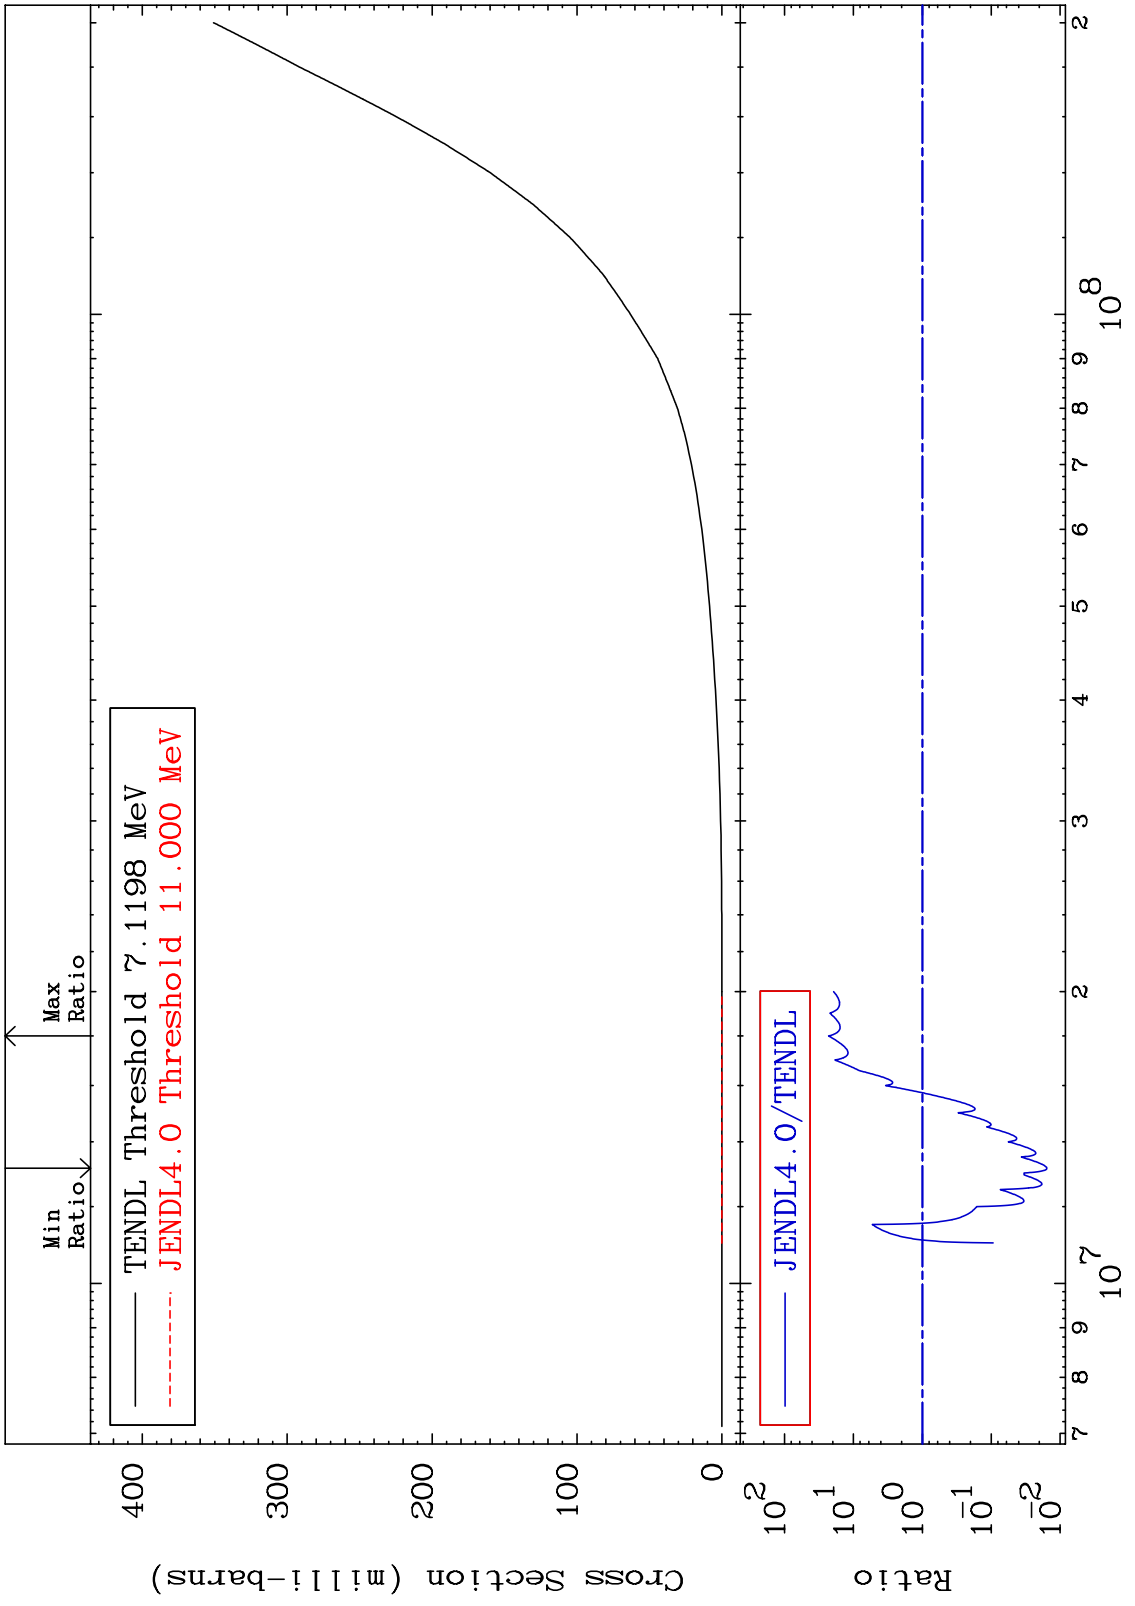 Min
Ratio
Max
Ratio
TENDL Threshold 7.1198 MeV
JENDL4.0 Threshold 11.000 MeV
Cross Section (milli-barns)
400
300
200
100
0
JENDL4.0/TENDL
Ratio
10^2
10^1
10^0
10^-1
10^-2
7
8
9
10^7
2
3
4
5
6
7
8
9
10^8
2